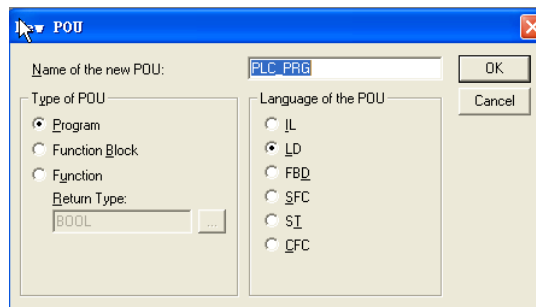 New POU
Name of the new POU:
PLC_PRG
OK
Cancel
Type of POU
Program
Function Block
Function
Return Type:
BOOL
...
Language of the POU
IL
LD
FBD
SFC
ST
CFC